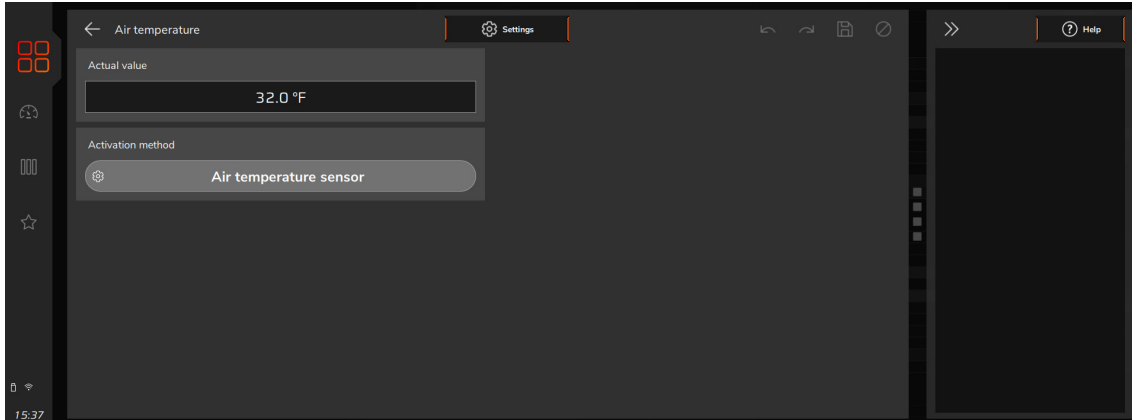 Air temperature
Settings
Help
Actual value
32.0 °F
Activation method
Air temperature sensor
15:37